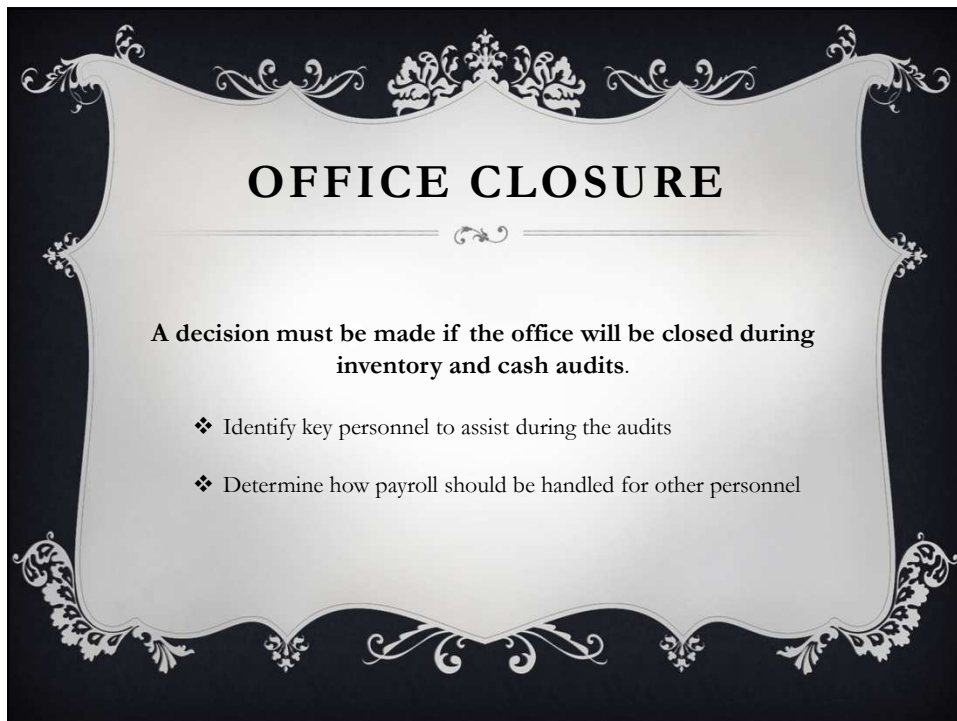 OFFICE CLOSURE
A decision must be made if the office will be closed during
inventory and cash audits.
❖ Identify key personnel to assist during the audits
❖ Determine how payroll should be handled for other personnel